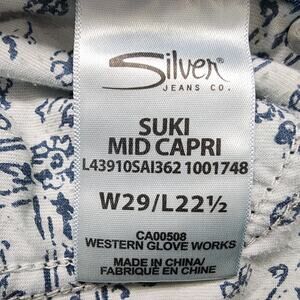 Silver
JEANS CO.
SUKI
MID CAPRI
L43910SAI362 1001748
W29/L22½
CA00508
WESTERN GLOVE WORKS
MADE IN CHINA/
FABRIQUÉ EN CHINE